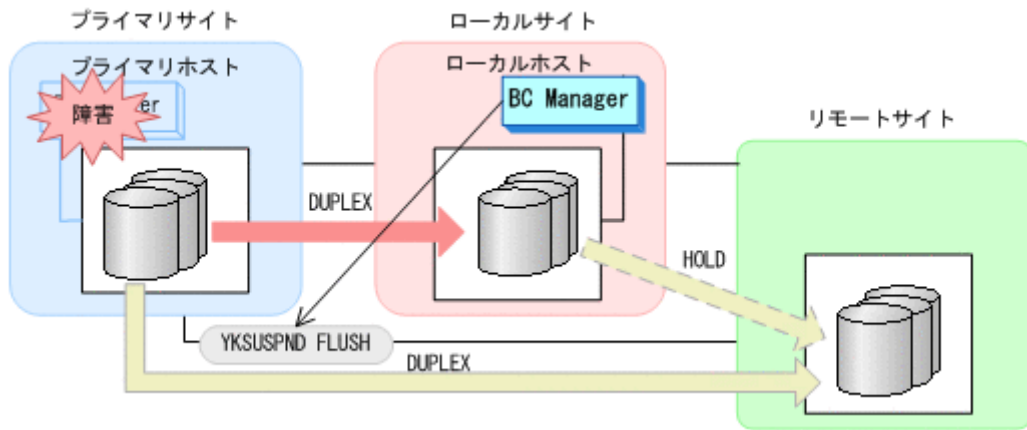 プライマリサイト
ローカルサイト
プライマリホスト
ローカルホスト
障害
er
BC Manager
リモートサイト
DUPLEX
HOLD
YKSUSPND FLUSH
DUPLEX